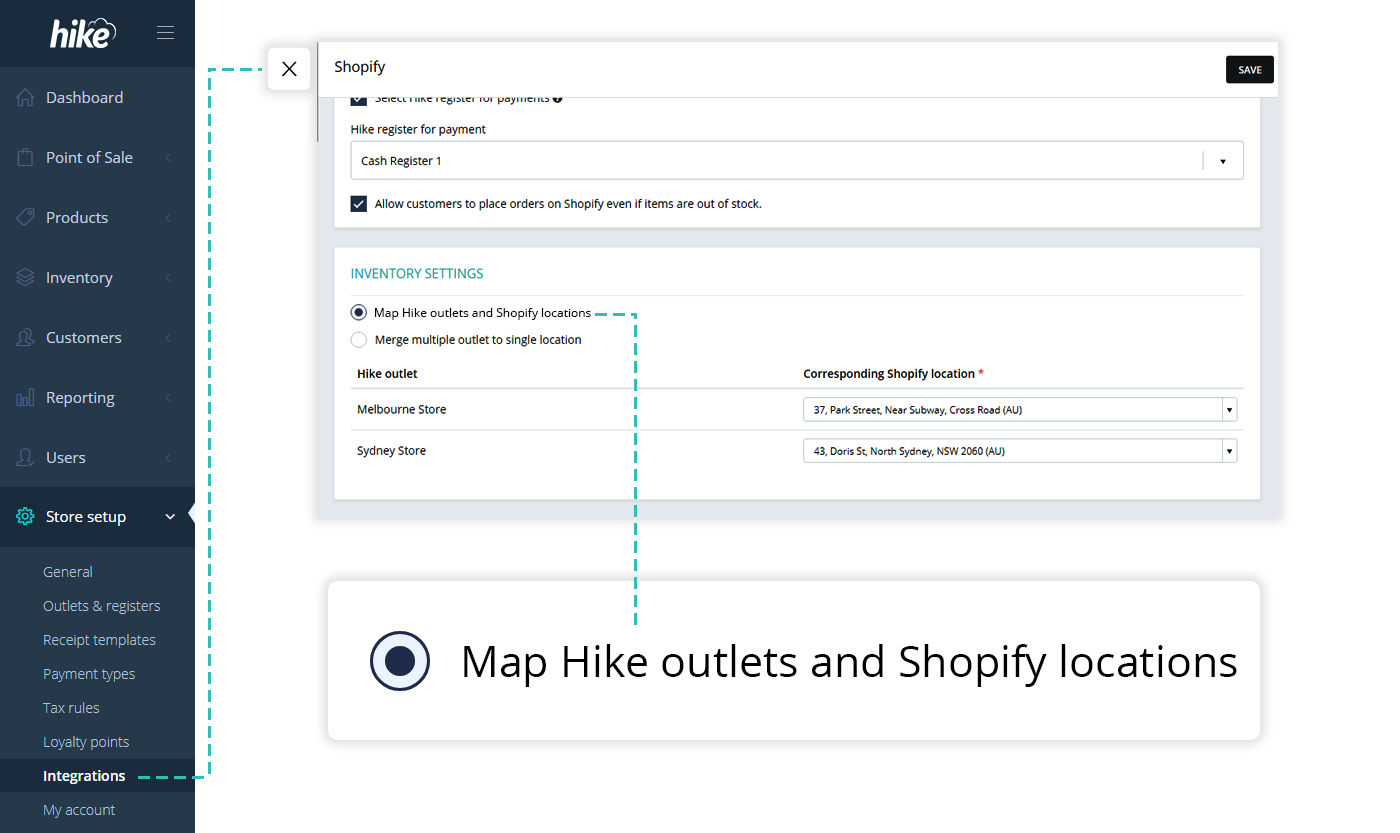 hike
Dashboard
Point of Sale
Products
Inventory
Customers
Reporting
Users
Store setup
General
Outlets & registers
Receipt templates
Payment types
Tax rules
Loyalty points
Integrations
My account
Shopify
SAVE
Select Hike register for payments
Hike register for payment
Cash Register 1
Allow customers to place orders on Shopify even if items are out of stock.
INVENTORY SETTINGS
Map Hike outlets and Shopify locations
Merge multiple outlet to single location
Hike outlet Corresponding Shopify location *
Melbourne Store 37, Park Street, Near Subway, Cross Road (AU)
Sydney Store 43, Doris St, North Sydney, NSW 2060 (AU)
Map Hike outlets and Shopify locations